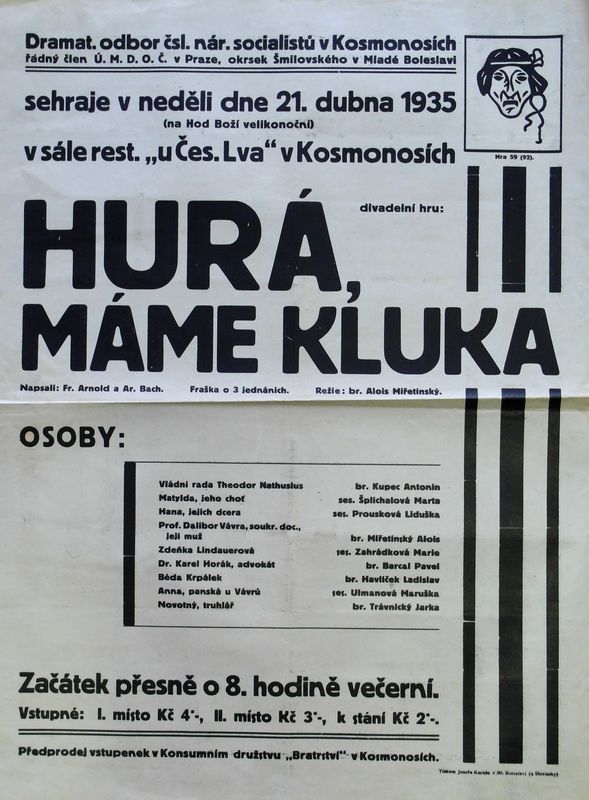 Dramat. odbor čsl. nár. socialistů v Kosmonosích
řádný člen Ú. M. D. O. Č. v Praze, okrsek Šmilovského v Mladé Boleslavi
sehraje v neděli dne 21. dubna 1935
(na Hod Boží velikonoční)
v sále rest. „u Čes. Lva“ v Kosmonosích
Hra 59 (92).
divadelní hru:
HURÁ,
MÁME KLUKA
Napsali: Fr. Arnold a Ar. Bach. Fraška o 3 jednáních. Režie: br. Alois Miřetinský.
OSOBY:
Vládní rada Theodor Nathusius br. Kupec Antonín
Matylda, jeho choť ses. Šplíchalová Marta
Hana, jejich dcera ses. Prousková Liduška
Prof. Dalibor Vávra, soukr. doc.,
její muž br. Miřetinský Alois
Zdeňka Lindauerová ses. Zahrádková Marie
Dr. Karel Horák, advokát br. Barcal Pavel
Béda Krpálek br. Havlíček Ladislav
Anna, panská u Vávrů ses. Ulmanová Maruška
Novotný, truhlář br. Trávnický Jarka
Začátek přesně o 8. hodině večerní.
Vstupné: I. místo Kč 4·-, II. místo Kč 3·-, k stání Kč 2·-.
Předprodej vstupenek v Konsumním družstvu „Bratrství“ v Kosmonosích.
Tiskem Josefa Kerože v Ml. Boleslavi (u Slovanky)